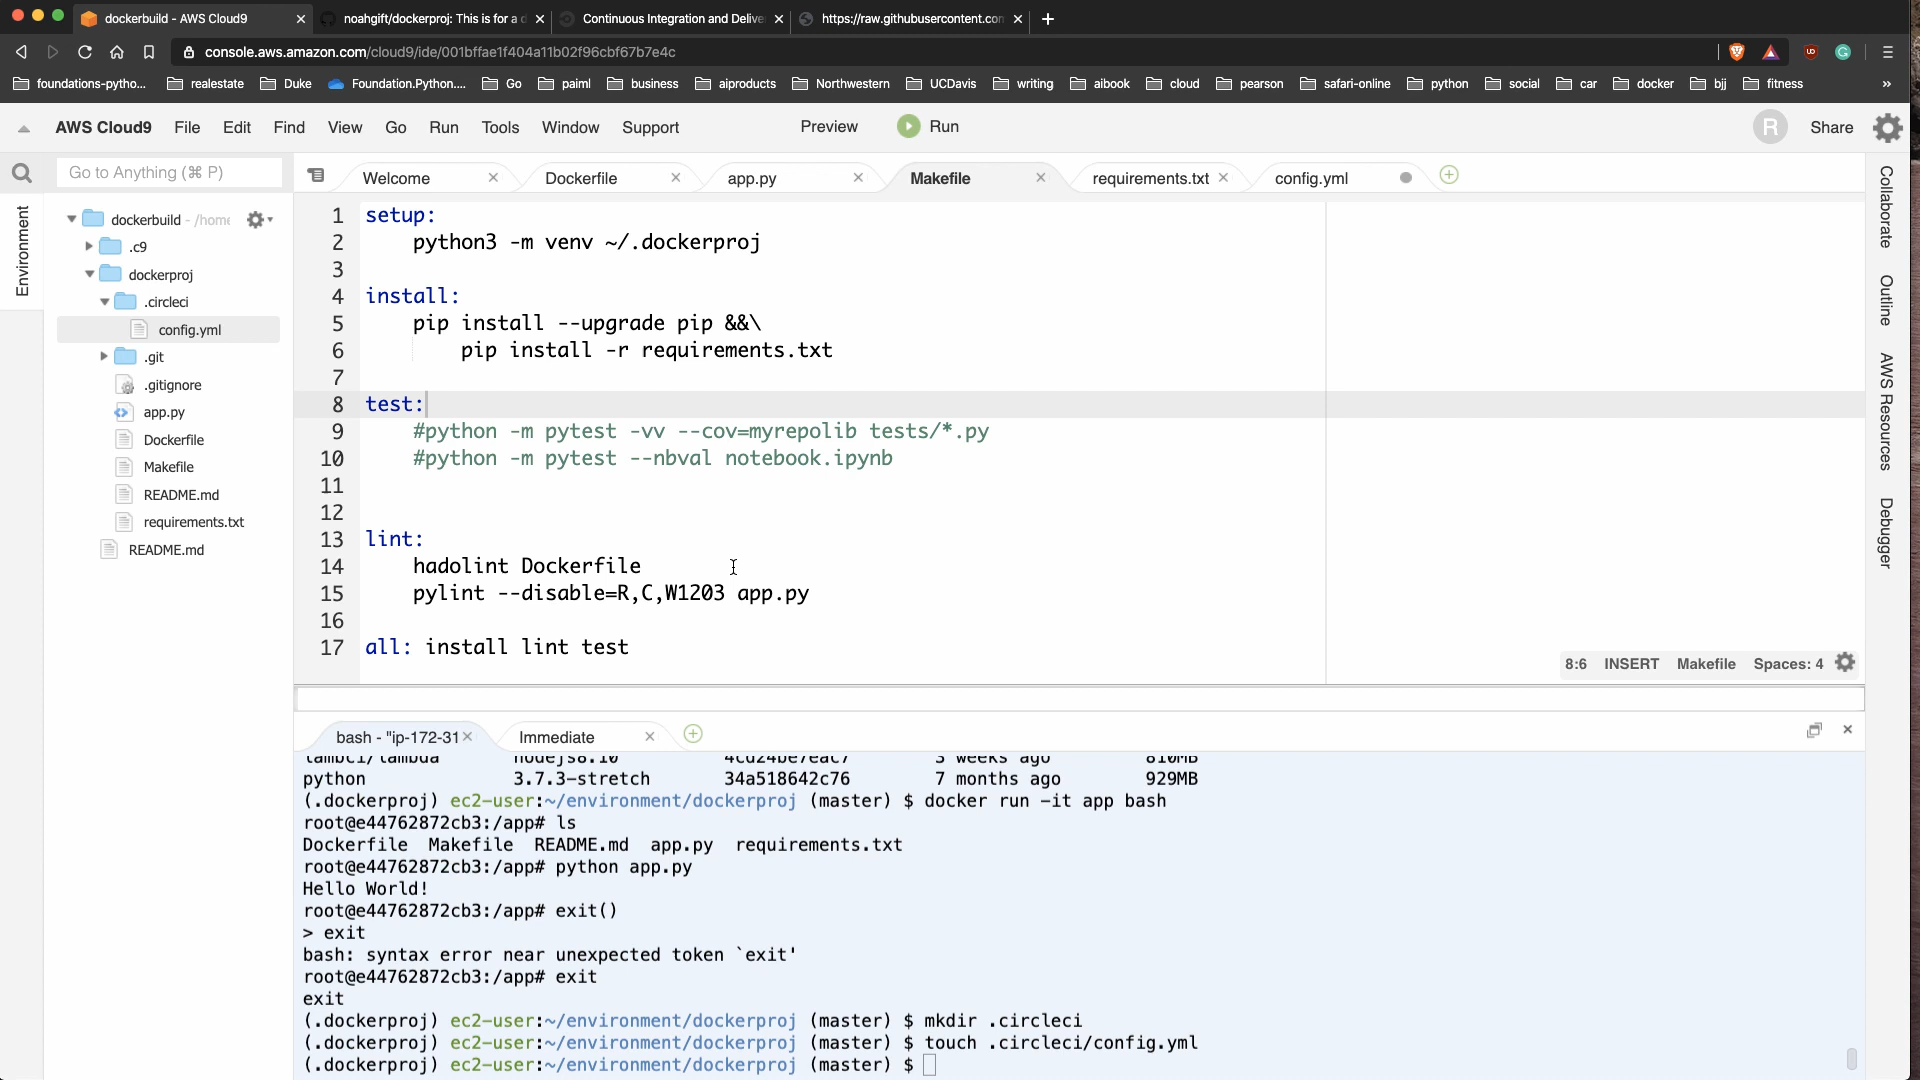 dockerbuild - AWS Cloud9
noahgift/dockerproj: This is for a d
Continuous Integration and Delive
https://raw.githubusercontent.con
console.aws.amazon.com/cloud9/ide/001bffae1f404a11b02f96cbf67b7e4c
foundations-pytho... realestate Duke Foundation.Python.... Go paiml business aiproducts Northwestern UCDavis writing aibook cloud pearson safari-online python social car docker bjj fitness »
AWS Cloud9 File Edit Find View Go Run Tools Window Support Preview Run R Share
Go to Anything (⌘ P)
Welcome Dockerfile app.py Makefile requirements.txt config.yml
Environment
dockerbuild - /home
.c9
dockerproj
.circleci
config.yml
.git
.gitignore
app.py
Dockerfile
Makefile
README.md
requirements.txt
README.md
1 setup:
2 python3 -m venv ~/.dockerproj
3
4 install:
5 pip install --upgrade pip &&\
6 pip install -r requirements.txt
7
8 test:
9 #python -m pytest -vv --cov=myrepolib tests/*.py
10 #python -m pytest --nbval notebook.ipynb
11
12
13 lint:
14 hadolint Dockerfile
15 pylint --disable=R,C,W1203 app.py
16
17 all: install lint test
8:6 INSERT Makefile Spaces: 4
Collaborate
Outline
AWS Resources
Debugger
bash - "ip-172-31
Immediate
lambci/lambda nodejs8.10 4cd24be7eac7 3 weeks ago 810MB
python 3.7.3-stretch 34a518642c76 7 months ago 929MB
(.dockerproj) ec2-user:~/environment/dockerproj (master) $ docker run -it app bash
root@e44762872cb3:/app# ls
Dockerfile Makefile README.md app.py requirements.txt
root@e44762872cb3:/app# python app.py
Hello World!
root@e44762872cb3:/app# exit()
> exit
bash: syntax error near unexpected token `exit'
root@e44762872cb3:/app# exit
exit
(.dockerproj) ec2-user:~/environment/dockerproj (master) $ mkdir .circleci
(.dockerproj) ec2-user:~/environment/dockerproj (master) $ touch .circleci/config.yml
(.dockerproj) ec2-user:~/environment/dockerproj (master) $